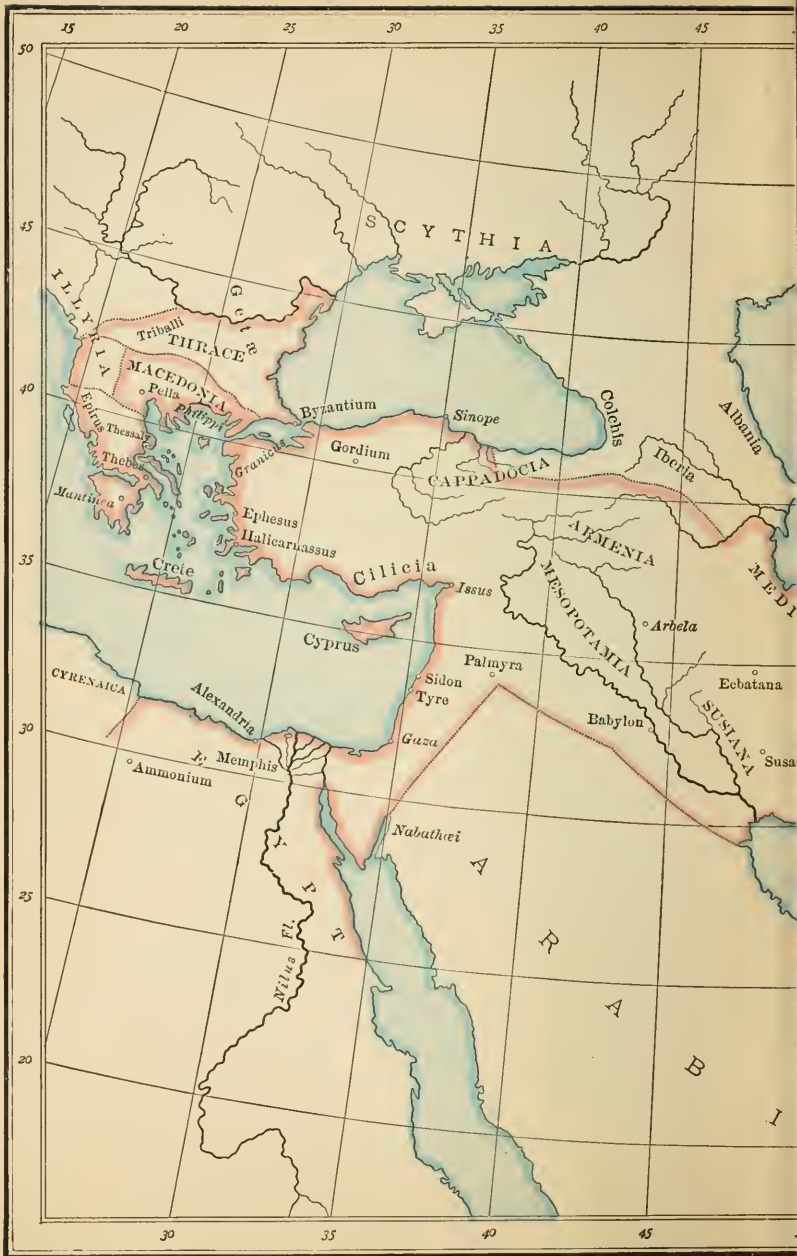 15 20 25 30 35 40 45
50
45
40
35
30
25
20
30 35 40 45
SCYTHIA
ILLYRIA
Getæ
Triballi
THRACE
MACEDONIA
Pella
Philippi
Byzantium
Sinope
Colchis
Albania
Epirus
Thessaly
Thebes
Mantinea
Granicus
Gordium
CAPPADOCIA
Iberia
Ephesus
Halicarnassus
ARMENIA
Crete
Cilicia
Issus
MESOPOTAMIA
MEDI
Arbela
Cyprus
CYRENAICA
Alexandria
Sidon
Tyre
Palmyra
Ecbatana
Babylon
SUSIANA
Gaza
Susa
Memphis
Ammonium
EGYPT
Nabathæi
Nilus Fl.
ARABI